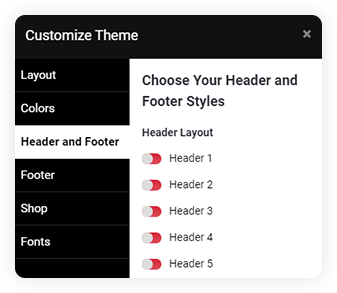 Customize Theme ×
Layout
Colors
Header and Footer
Footer
Shop
Fonts
Choose Your Header and
Footer Styles
Header Layout
Header 1
Header 2
Header 3
Header 4
Header 5